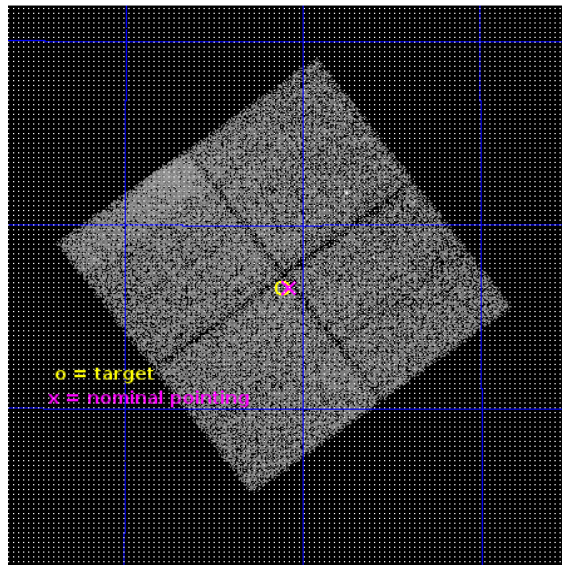 o = target
x = nominal pointing